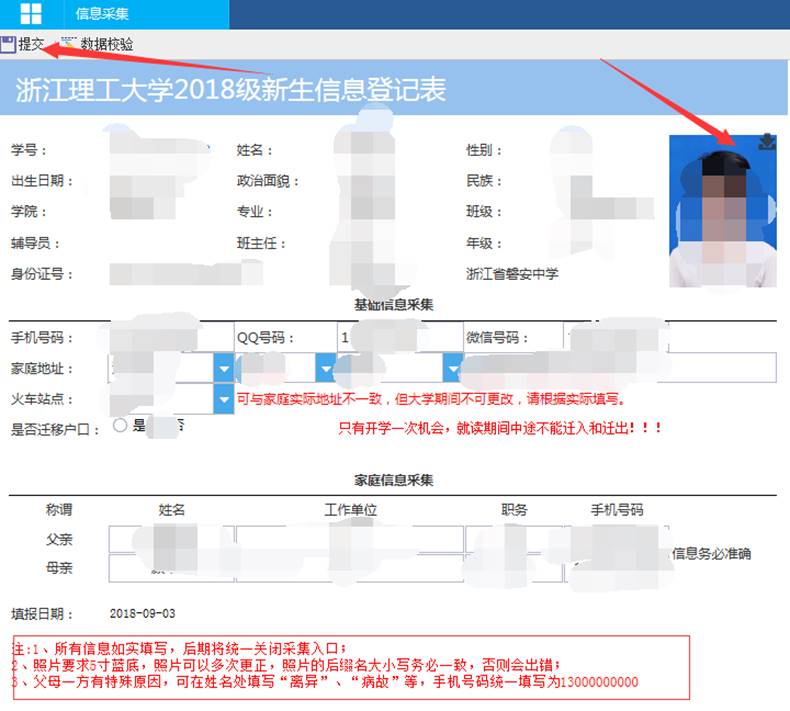 信息采集
提交 数据校验
浙江理工大学2018级新生信息登记表
学号： 姓名： 性别：
出生日期： 政治面貌： 民族：
学院： 专业： 班级：
辅导员： 班主任： 年级：
身份证号： 浙江省磐安中学
基础信息采集
手机号码： QQ号码： 1 微信号码：
家庭地址：
火车站点： 可与家庭实际地址不一致，但大学期间不可更改，请根据实际填写。
是否迁移户口： 是 否 只有开学一次机会，就读期间中途不能迁入和迁出！！！
家庭信息采集
称谓 姓名 工作单位 职务 手机号码
父亲
信息务必准确
母亲
填报日期： 2018-09-03
注:1、所有信息如实填写，后期将统一关闭采集入口；
2、照片要求5寸蓝底，照片可以多次更正，照片的后缀名大小写务必一致，否则会出错；
3、父母一方有特殊原因，可在姓名处填写“离异”、“病故”等，手机号码统一填写为13000000000